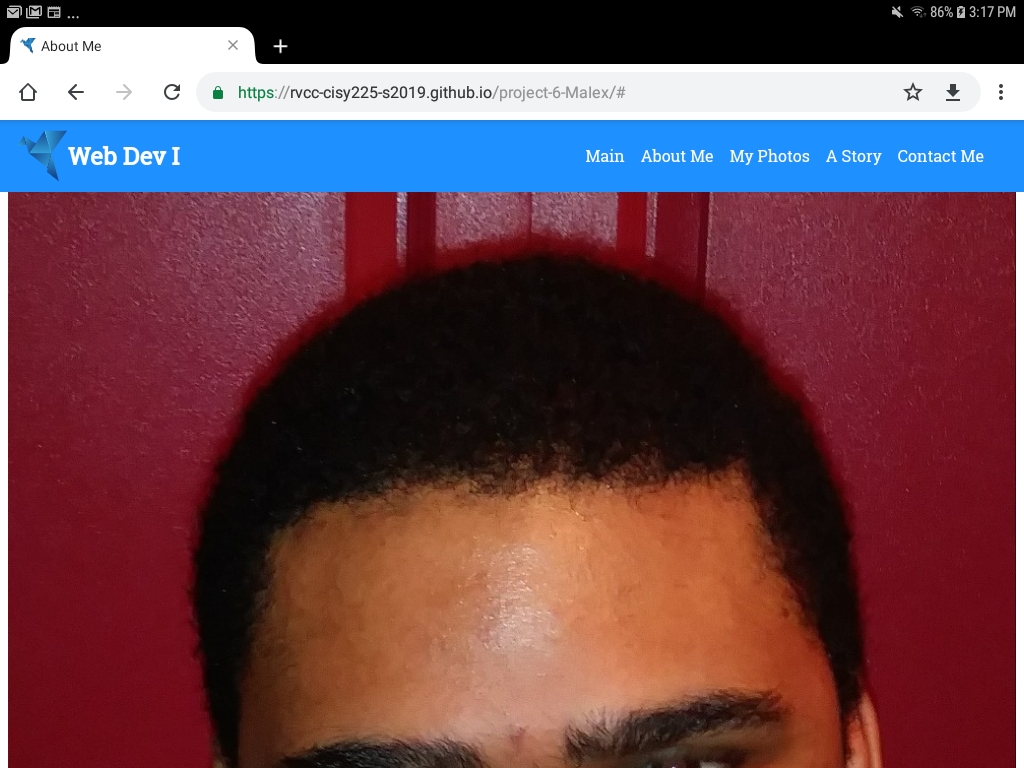 ... 86% 3:17 PM
About Me
https://rvcc-cisy225-s2019.github.io/project-6-Malex/#
Web Dev I Main About Me My Photos A Story Contact Me